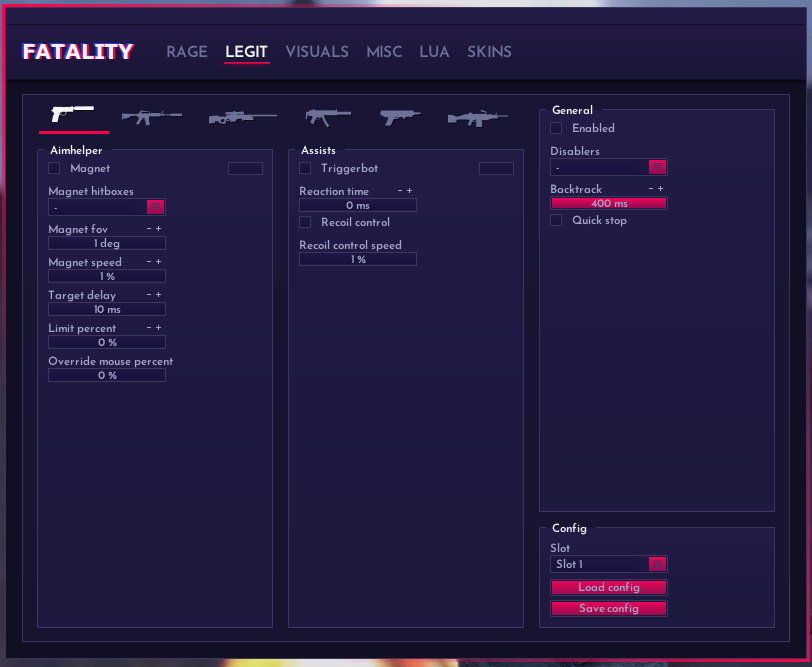 FATALITY
RAGE LEGIT VISUALS MISC LUA SKINS
Aimhelper
Magnet
Magnet hitboxes
-
Magnet fov - +
1 deg
Magnet speed - +
1 %
Target delay - +
10 ms
Limit percent - +
0 %
Override mouse percent
0 %
Assists
Triggerbot
Reaction time - +
0 ms
Recoil control
Recoil control speed
1 %
General
Enabled
Disablers
-
Backtrack - +
400 ms
Quick stop
Config
Slot
Slot 1
Load config
Save config